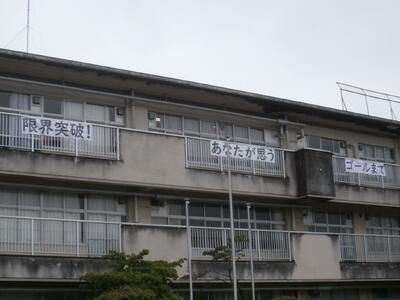 限界突破!
あなたが思う
ゴールまで